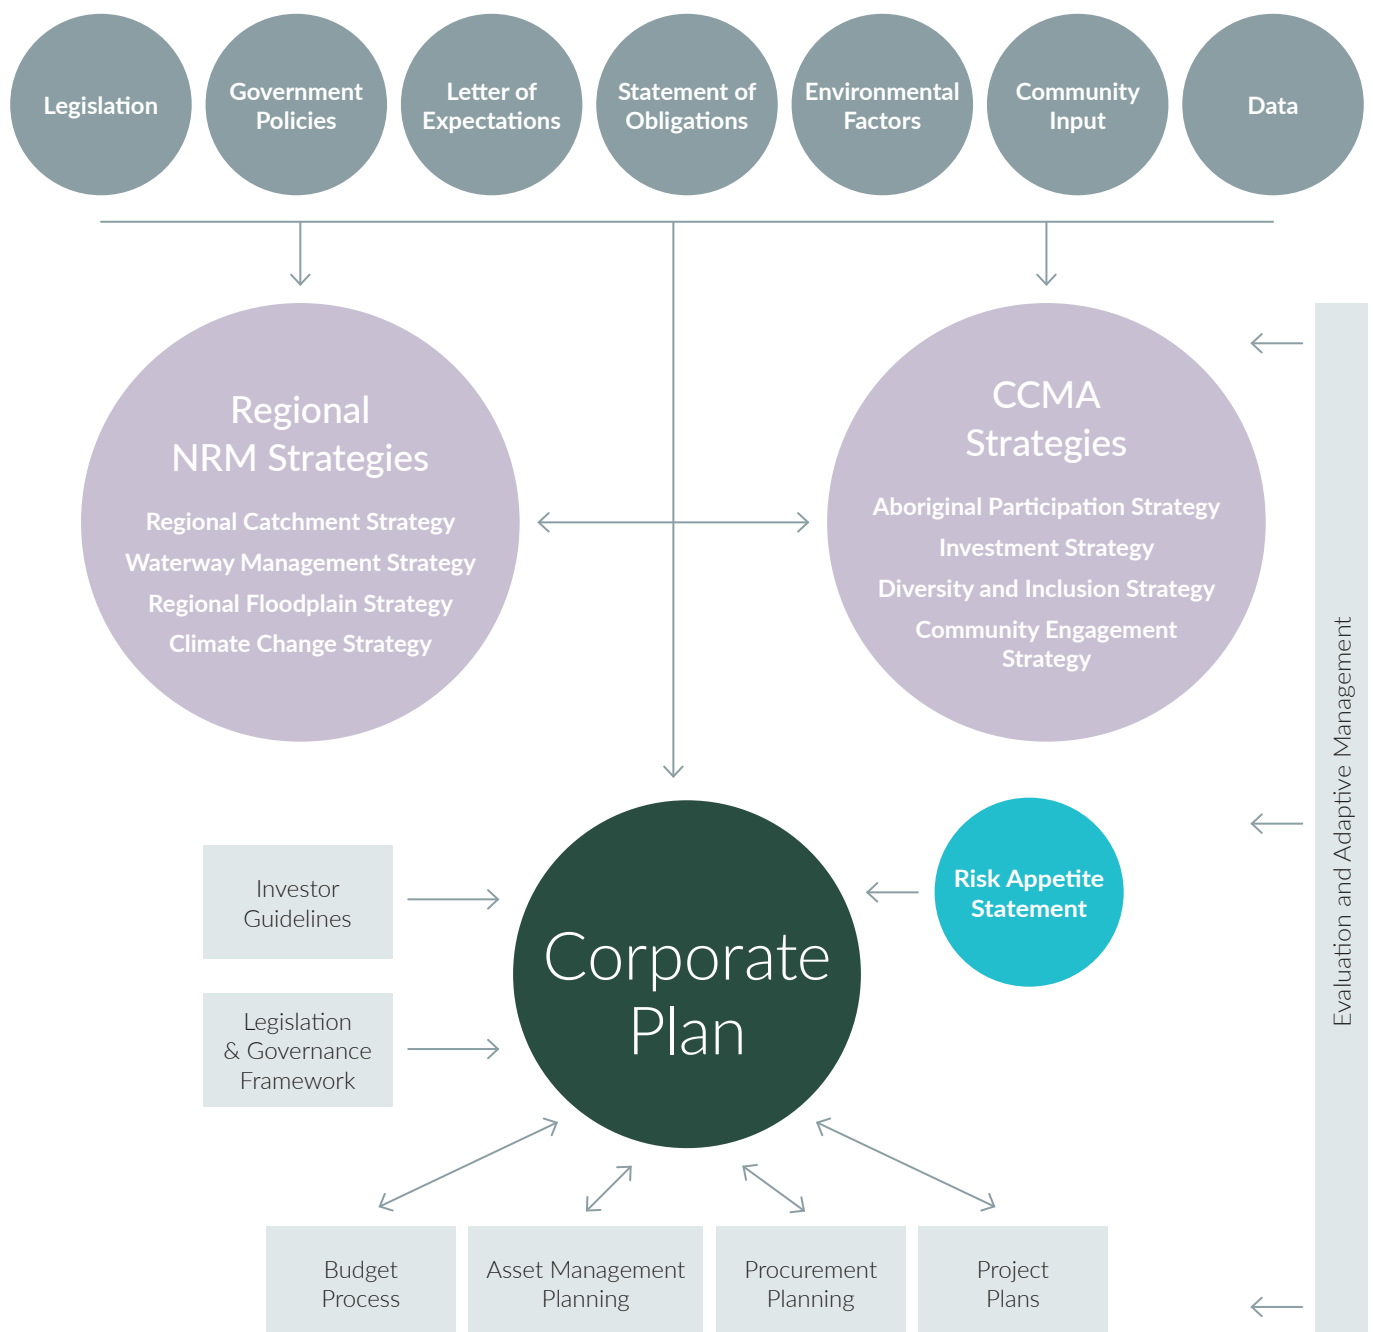 Legislation
Government
Policies
Letter of
Expectations
Statement of
Obligations
Environmental
Factors
Community
Input
Data
Regional
NRM Strategies
Regional Catchment Strategy
Waterway Management Strategy
Regional Floodplain Strategy
Climate Change Strategy
CCMA
Strategies
Aboriginal Participation Strategy
Investment Strategy
Diversity and Inclusion Strategy
Community Engagement
Strategy
Evaluation and Adaptive Management
Investor
Guidelines
Legislation
& Governance
Framework
Corporate
Plan
Risk Appetite
Statement
Budget
Process
Asset Management
Planning
Procurement
Planning
Project
Plans